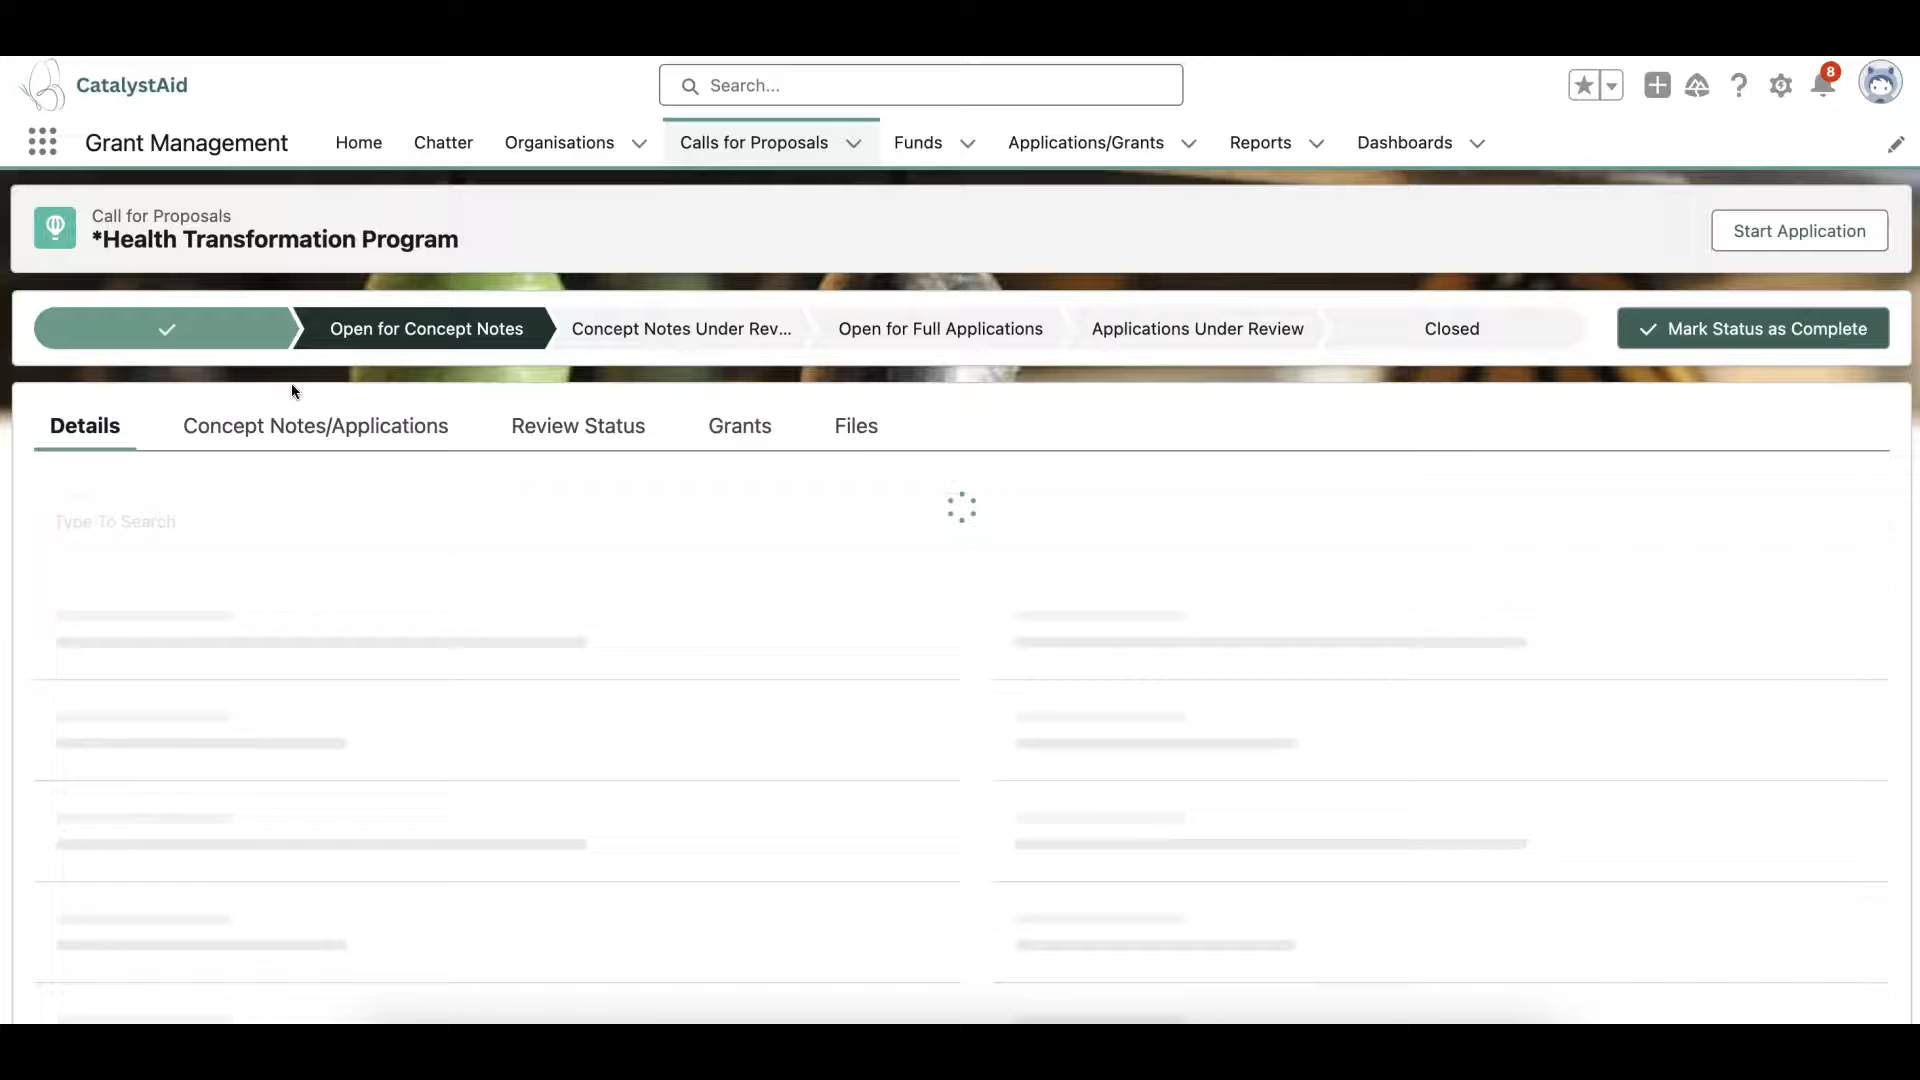 CatalystAid
Search...
8
Grant Management
Home
Chatter
Organisations
Calls for Proposals
Funds
Applications/Grants
Reports
Dashboards
Call for Proposals
*Health Transformation Program
Start Application
Open for Concept Notes
Concept Notes Under Rev...
Open for Full Applications
Applications Under Review
Closed
Mark Status as Complete
Details
Concept Notes/Applications
Review Status
Grants
Files
Type To Search